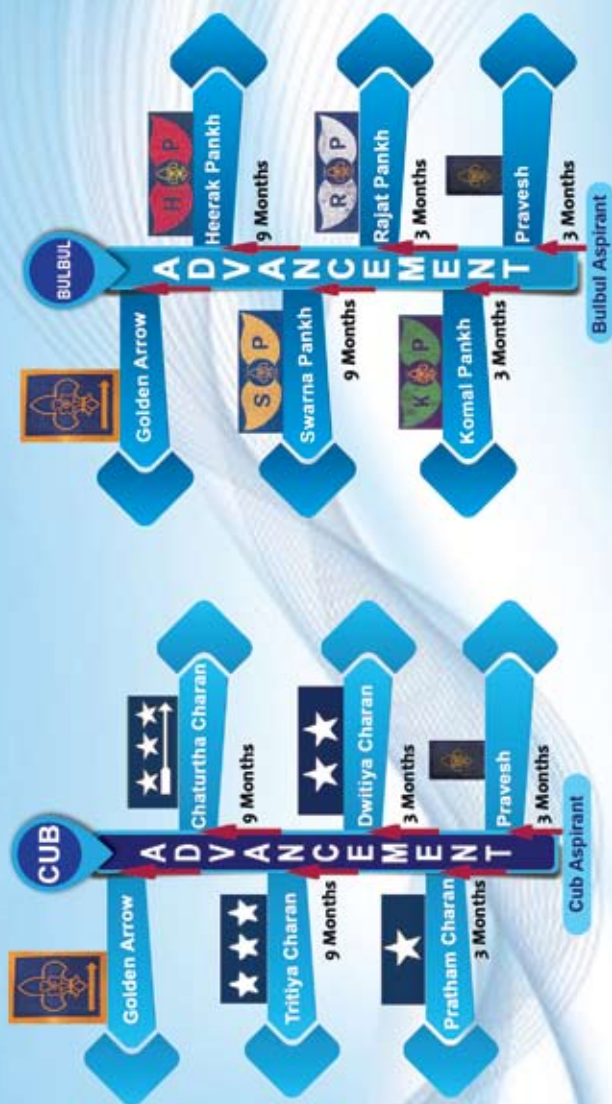 CUB
Golden Arrow
Chaturtha Charan
9 Months
Tritiya Charan
9 Months
Dwitiya Charan
3 Months
Pratham Charan
3 Months
Pravesh
3 Months
ADVANCEMENT
Cub Aspirant
BULBUL
Golden Arrow
H P
Heerak Pankh
9 Months
S P
Swarna Pankh
9 Months
R P
Rajat Pankh
3 Months
K P
Komal Pankh
3 Months
Pravesh
3 Months
ADVANCEMENT
Bulbul Aspirant